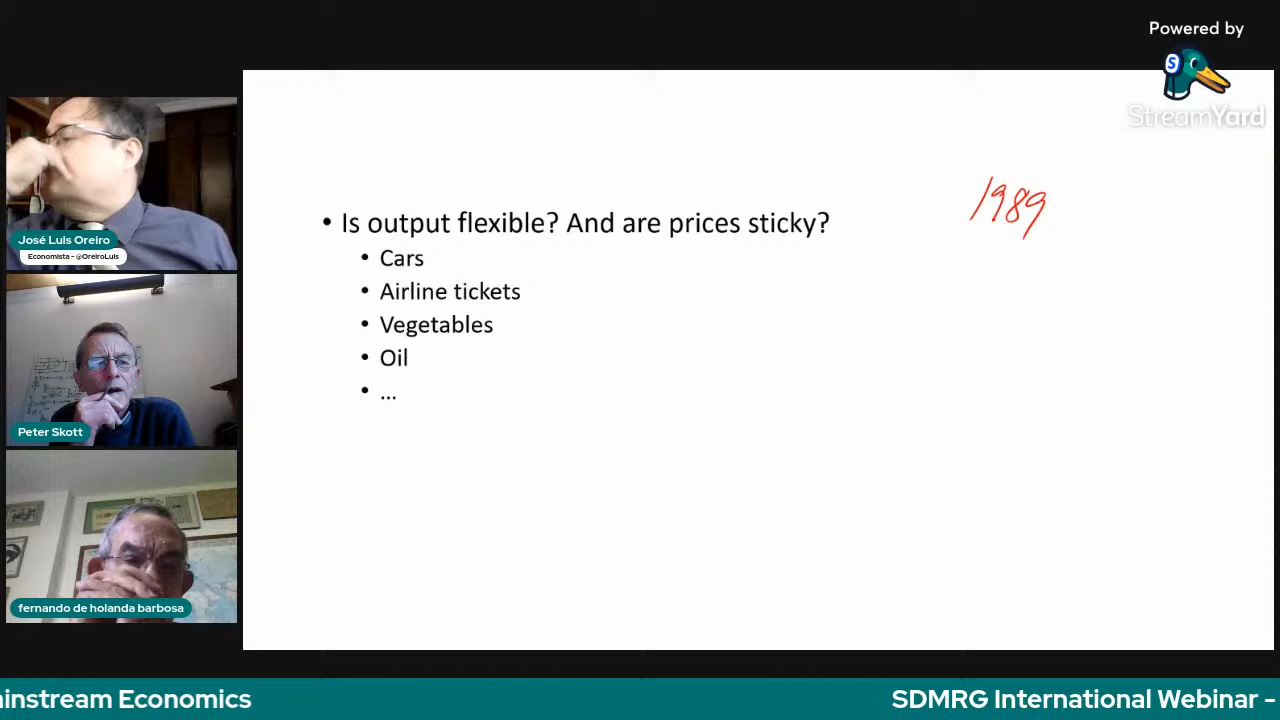 Powered by
StreamYard
José Luis Oreiro
Economista - @OreiroLuis
Peter Skott
fernando de holanda barbosa
• Is output flexible? And are prices sticky?
• Cars
• Airline tickets
• Vegetables
• Oil
• ...
1989
instream Economics
SDMRG International Webinar -